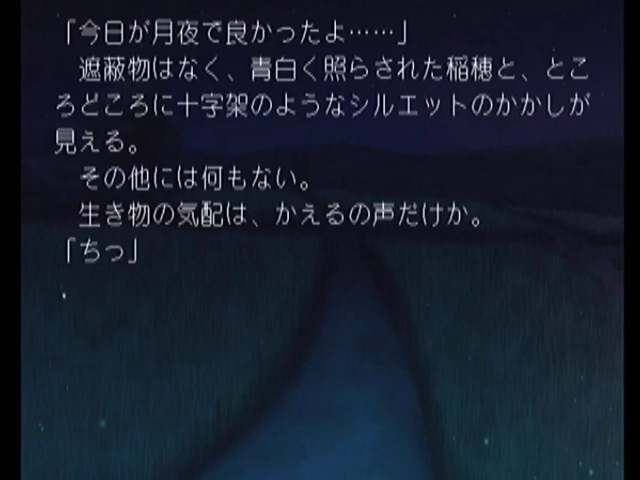 「今日が月夜で良かったよ……」
遮蔽物はなく、青白く照らされた稲穂と、とこ
ろどころに十字架のようなシルエットのかかしが
見える。
その他には何もない。
生き物の気配は、かえるの声だけか。
「ちっ」